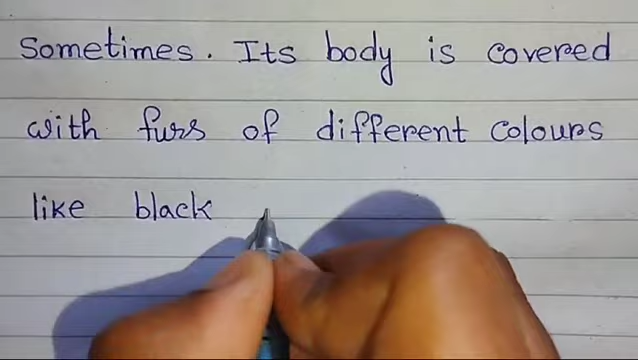 Sometimes. Its body is covered
with furs of different colours
like black